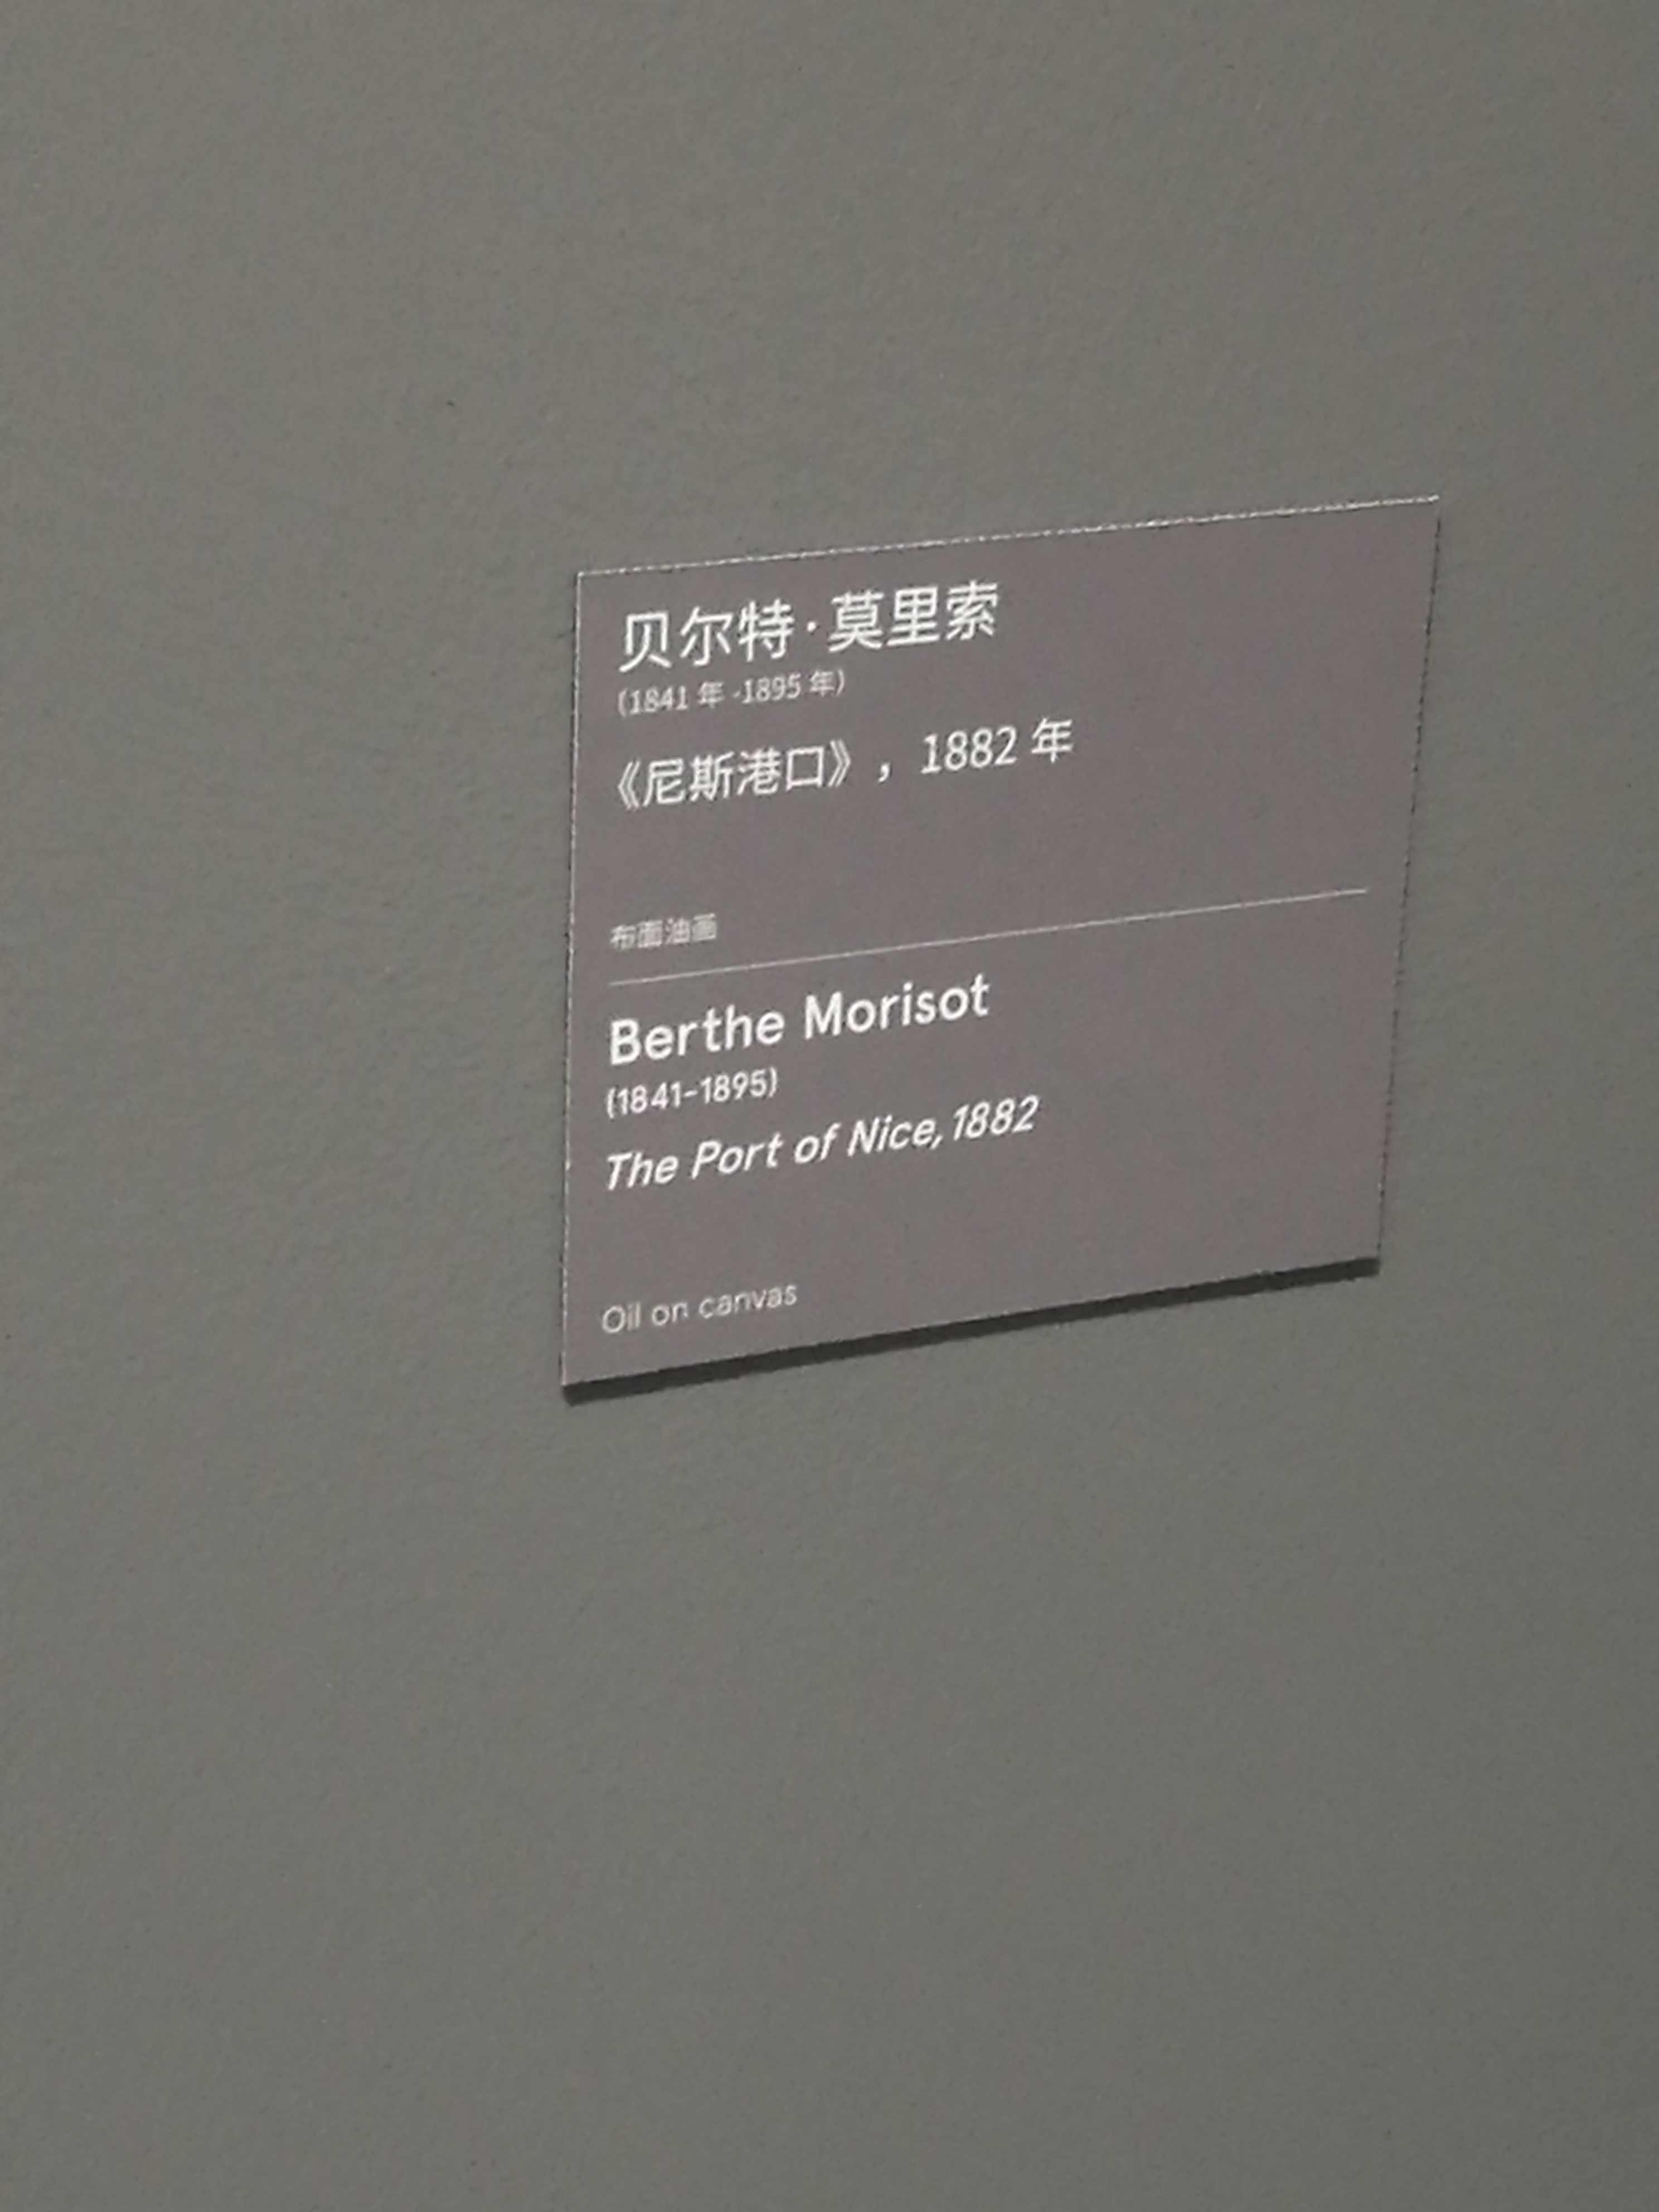 贝尔特·莫里索
(1841 年 -1895 年)
《尼斯港口》，1882 年
布面油画
Berthe Morisot
(1841-1895)
The Port of Nice, 1882
Oil on canvas